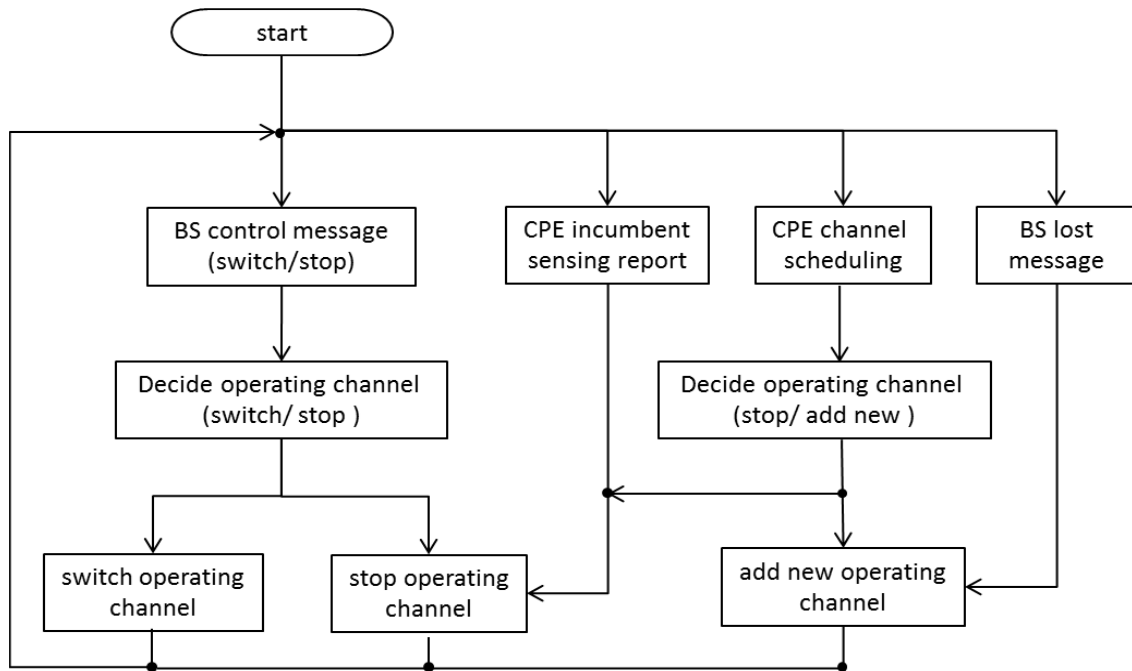 start
BS control message
(switch/stop)
CPE incumbent
sensing report
CPE channel
scheduling
BS lost
message
Decide operating channel
(switch/ stop )
Decide operating channel
(stop/ add new )
switch operating
channel
stop operating
channel
add new operating
channel